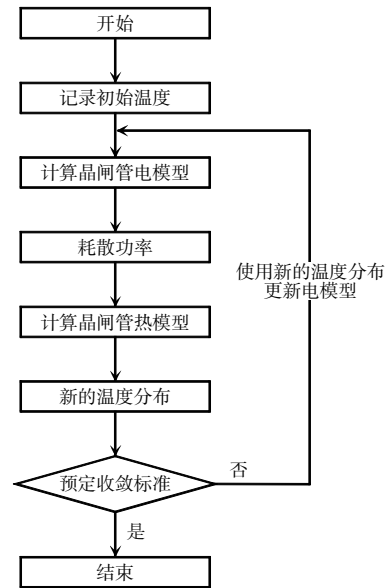 开始
记录初始温度
计算晶闸管电模型
耗散功率
计算晶闸管热模型
新的温度分布
预定收敛标准
否
使用新的温度分布
更新电模型
是
结束